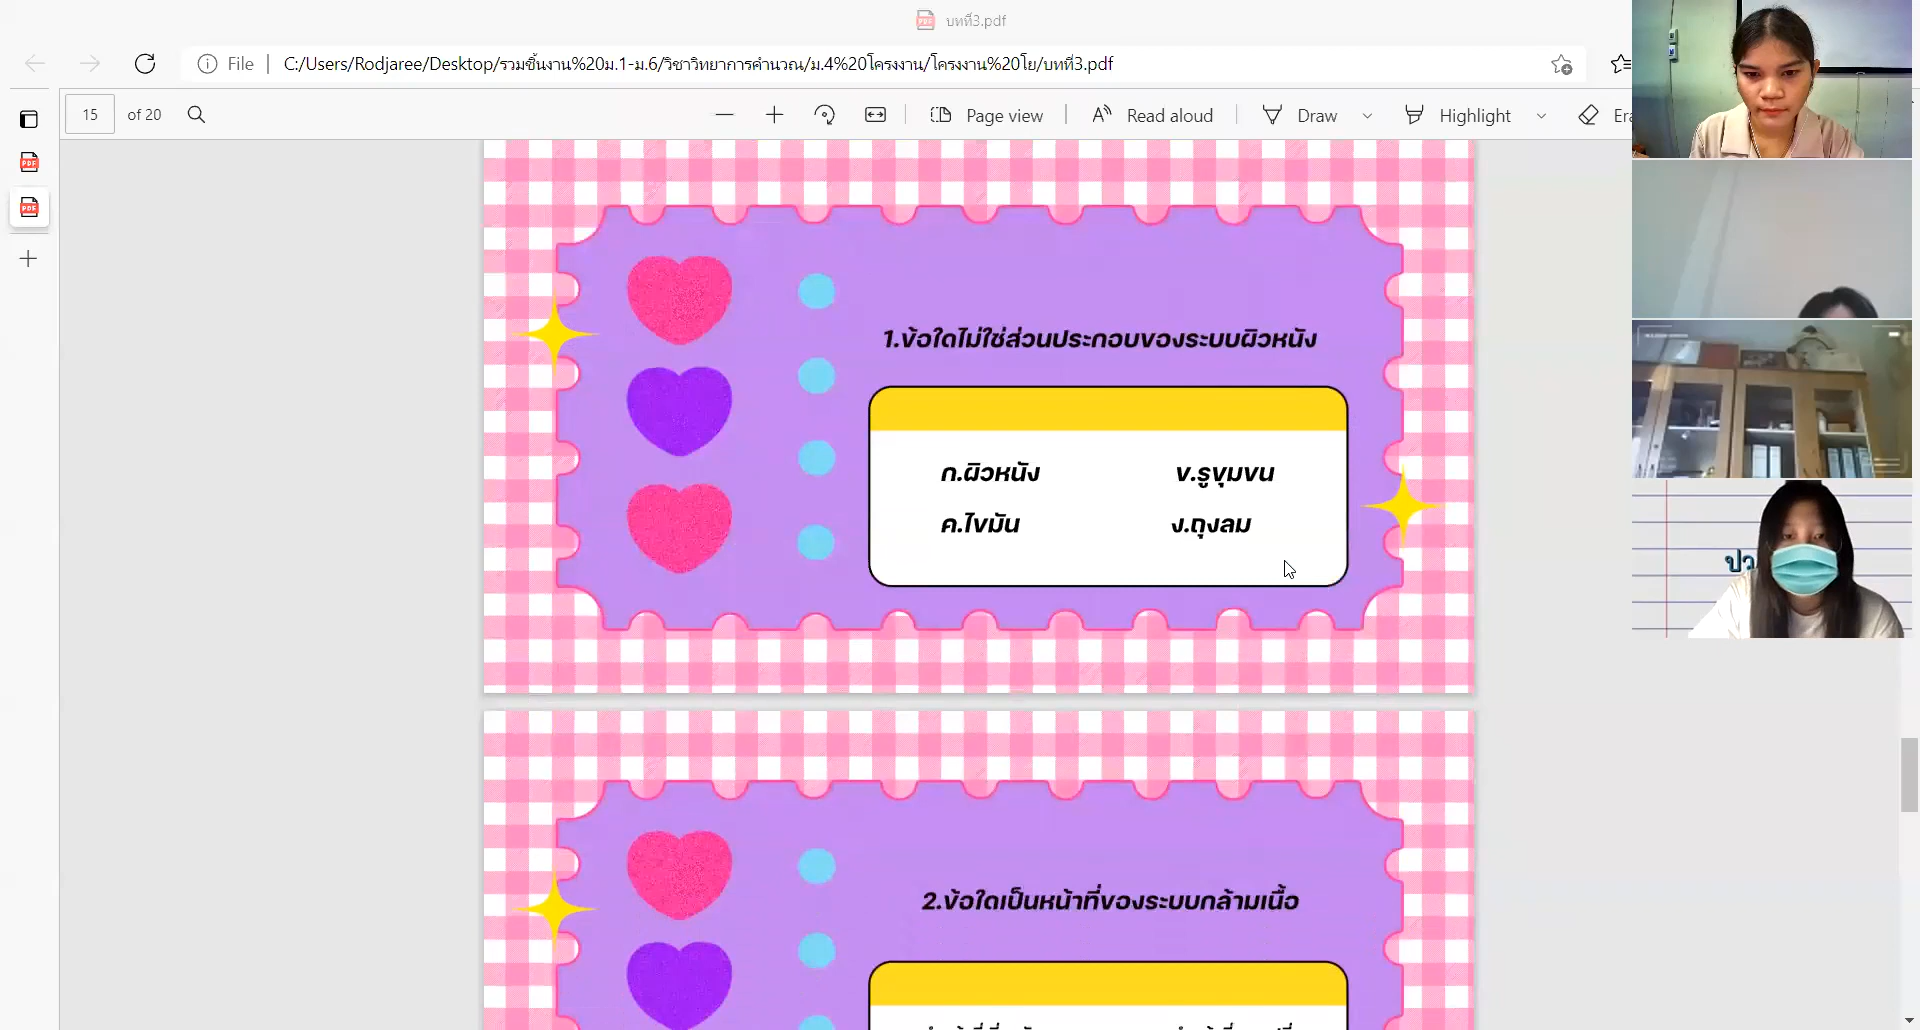 บทที่3.pdf
File
C:/Users/Rodjaree/Desktop/รวมชิ้นงาน%20ม.1-ม.6/วิชาวิทยาการคำนวณ/ม.4%20โครงงาน/โครงงาน%20โย/บทที่3.pdf
15 of 20
Page view
Read aloud
Draw
Highlight
1.ข้อใดไม่ใช่ส่วนประกอบของระบบผิวหนัง
ก.ผิวหนัง ข.รูขุมขน
ค.ไขมัน ง.ถุงลม
2.ข้อใดเป็นหน้าที่ของระบบกล้ามเนื้อ